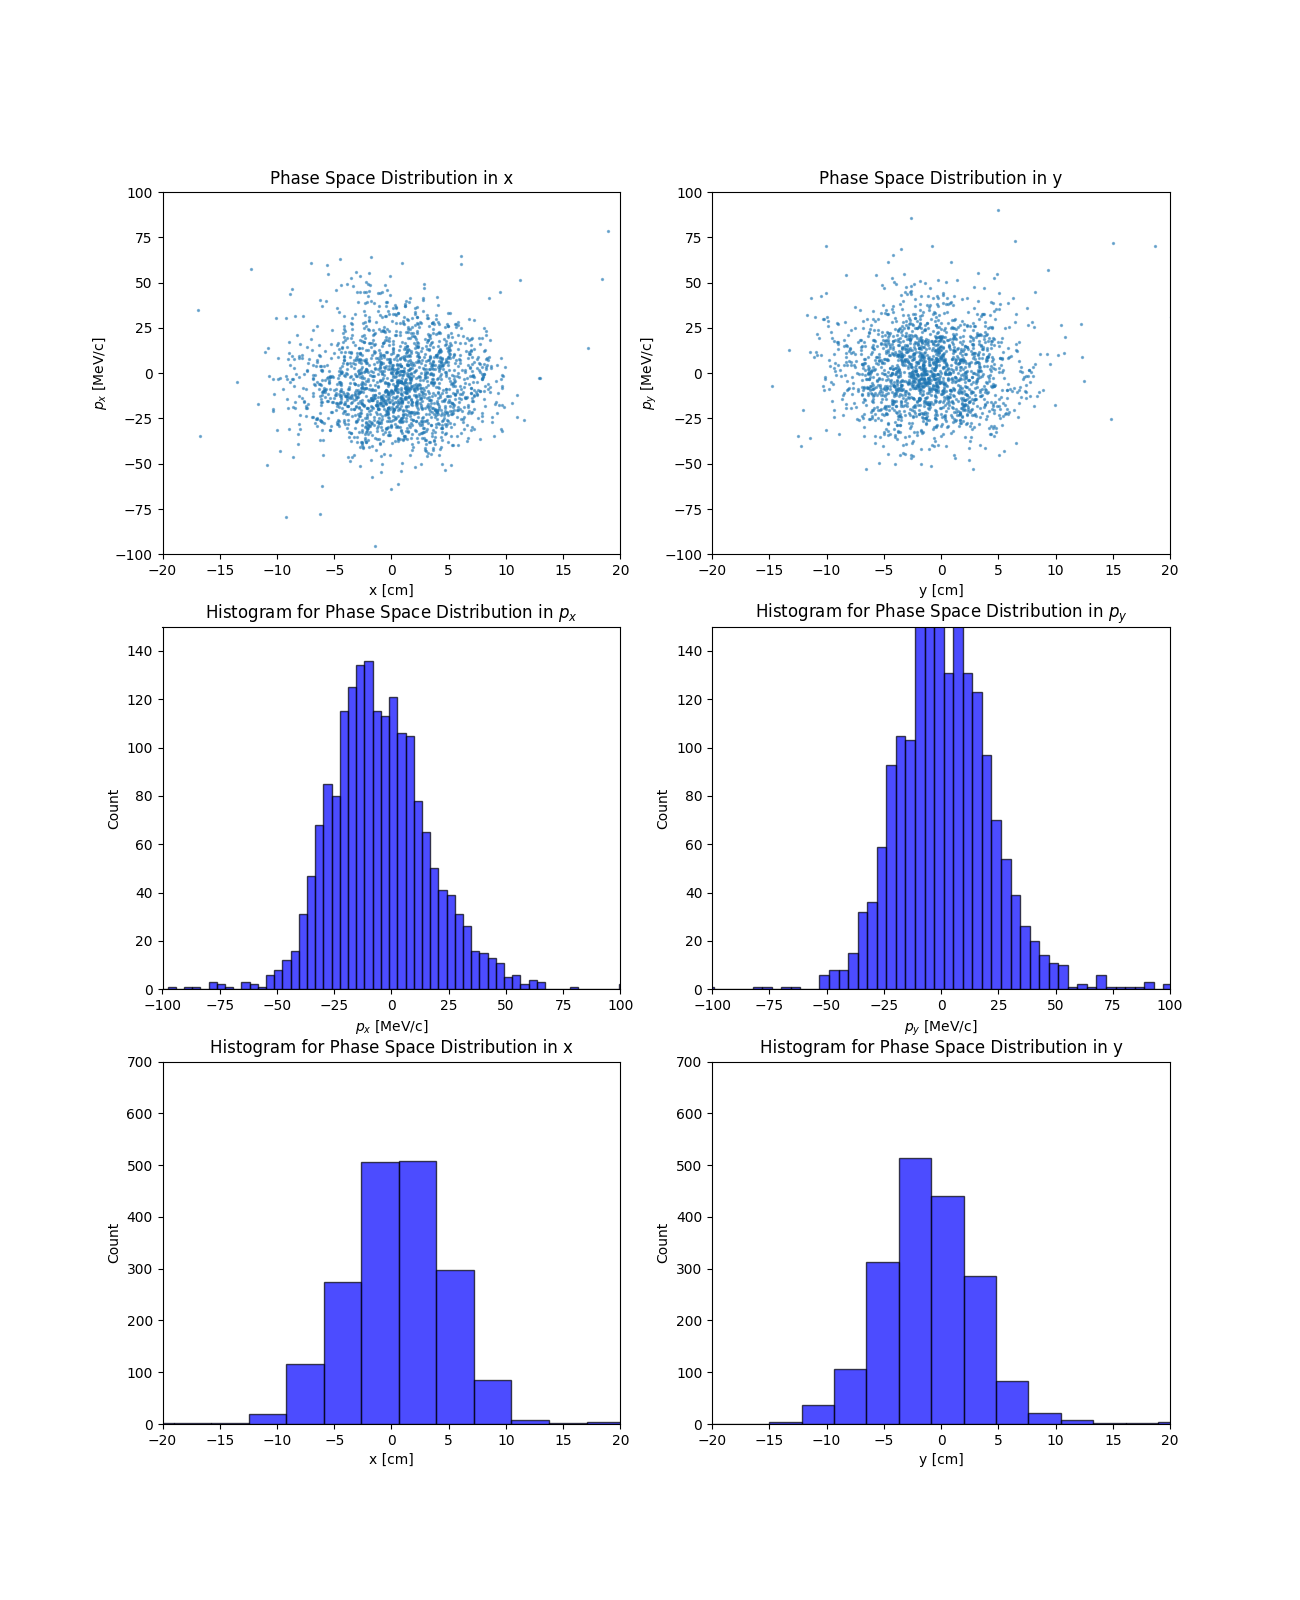 Phase Space Distribution in x
Phase Space Distribution in y
100
75
50
25
0
−25
−50
−75
−100
p_x [MeV/c]
−20 −15 −10 −5 0 5 10 15 20
x [cm]
100
75
50
25
0
−25
−50
−75
−100
p_y [MeV/c]
−20 −15 −10 −5 0 5 10 15 20
y [cm]
Histogram for Phase Space Distribution in p_x
Histogram for Phase Space Distribution in p_y
140
120
100
80
60
40
20
0
Count
−100 −75 −50 −25 0 25 50 75 100
p_x [MeV/c]
140
120
100
80
60
40
20
0
Count
−100 −75 −50 −25 0 25 50 75 100
p_y [MeV/c]
Histogram for Phase Space Distribution in x
Histogram for Phase Space Distribution in y
700
600
500
400
300
200
100
0
Count
−20 −15 −10 −5 0 5 10 15 20
x [cm]
700
600
500
400
300
200
100
0
Count
−20 −15 −10 −5 0 5 10 15 20
y [cm]